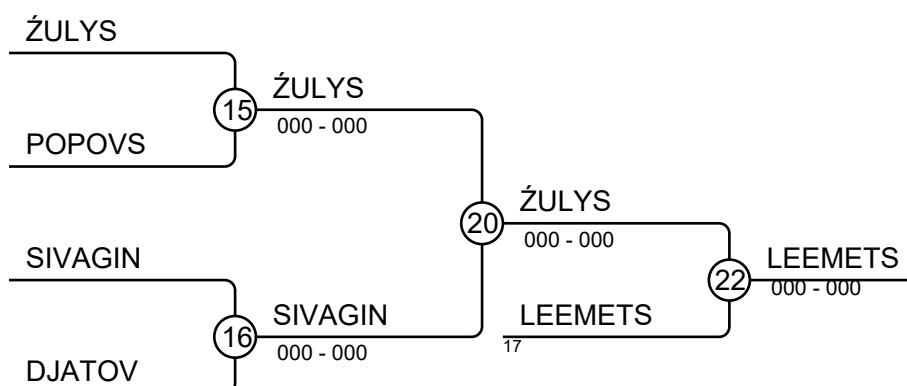 ŹULYS
15
ŹULYS
000 - 000
POPOVS
20
ŹULYS
000 - 000
SIVAGIN
22
LEEMETS
000 - 000
16
SIVAGIN
000 - 000
LEEMETS
17
DJATOV